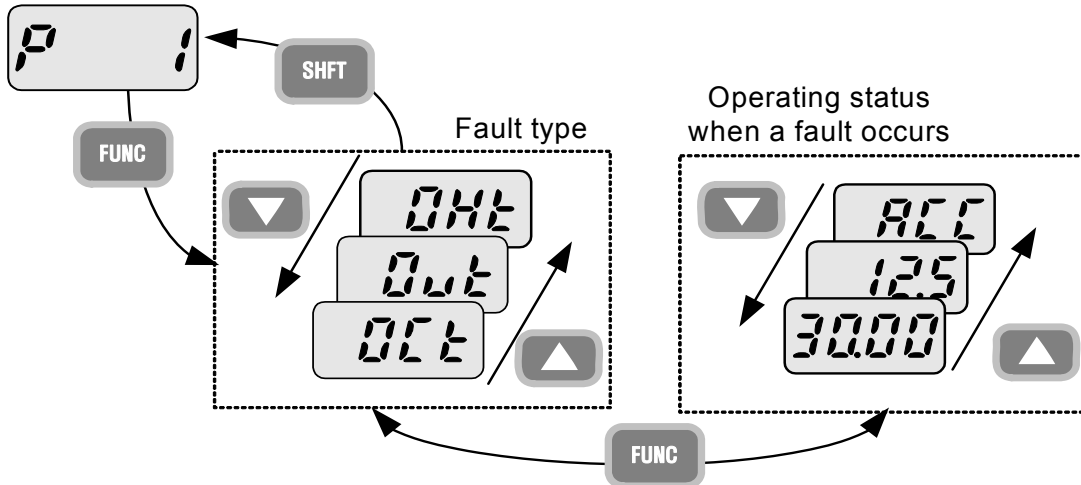 P 1
SHFT
FUNC
Fault type
Operating status
when a fault occurs
OHt
Out
OCt
ACC
12.5
30.00
FUNC